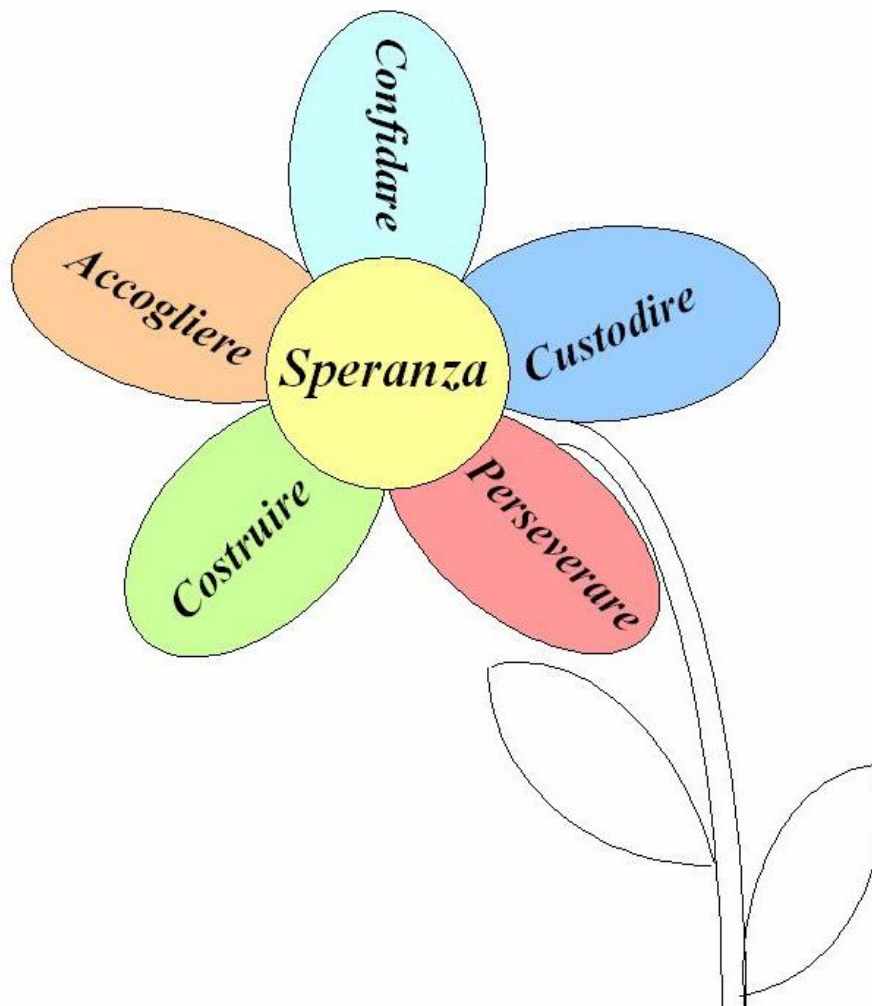 Confidare
Accogliere
Custodire
Speranza
Costruire
Perseverare